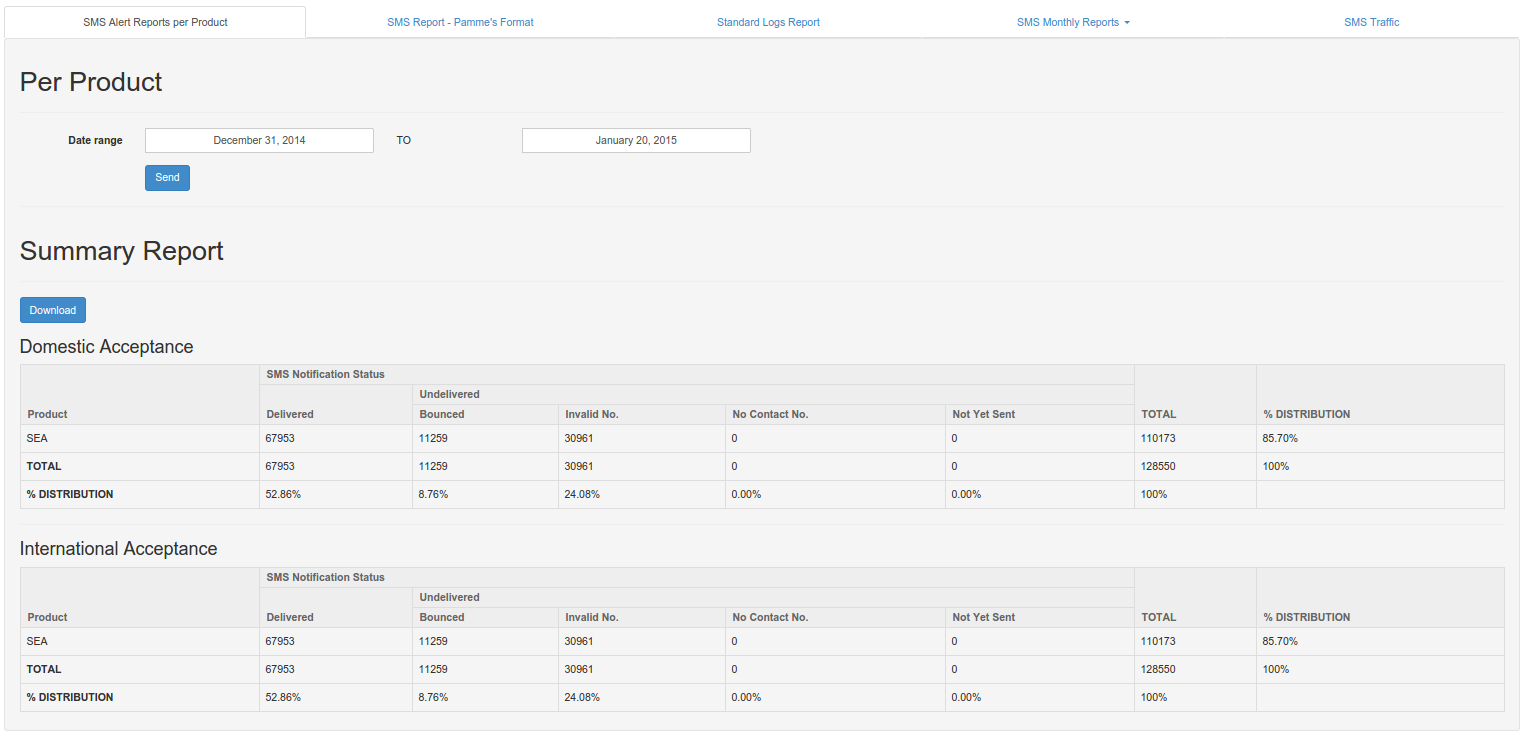 SMS Alert Reports per Product SMS Report - Pamme's Format Standard Logs Report SMS Monthly Reports SMS Traffic
Per Product
Date range December 31, 2014 TO January 20, 2015
Send
Summary Report
Download
Domestic Acceptance
SMS Notification Status
Undelivered
Product Delivered Bounced Invalid No. No Contact No. Not Yet Sent TOTAL % DISTRIBUTION
SEA 67953 11259 30961 0 0 110173 85.70%
TOTAL 67953 11259 30961 0 0 128550 100%
% DISTRIBUTION 52.86% 8.76% 24.08% 0.00% 0.00% 100%
International Acceptance
SMS Notification Status
Undelivered
Product Delivered Bounced Invalid No. No Contact No. Not Yet Sent TOTAL % DISTRIBUTION
SEA 67953 11259 30961 0 0 110173 85.70%
TOTAL 67953 11259 30961 0 0 128550 100%
% DISTRIBUTION 52.86% 8.76% 24.08% 0.00% 0.00% 100%